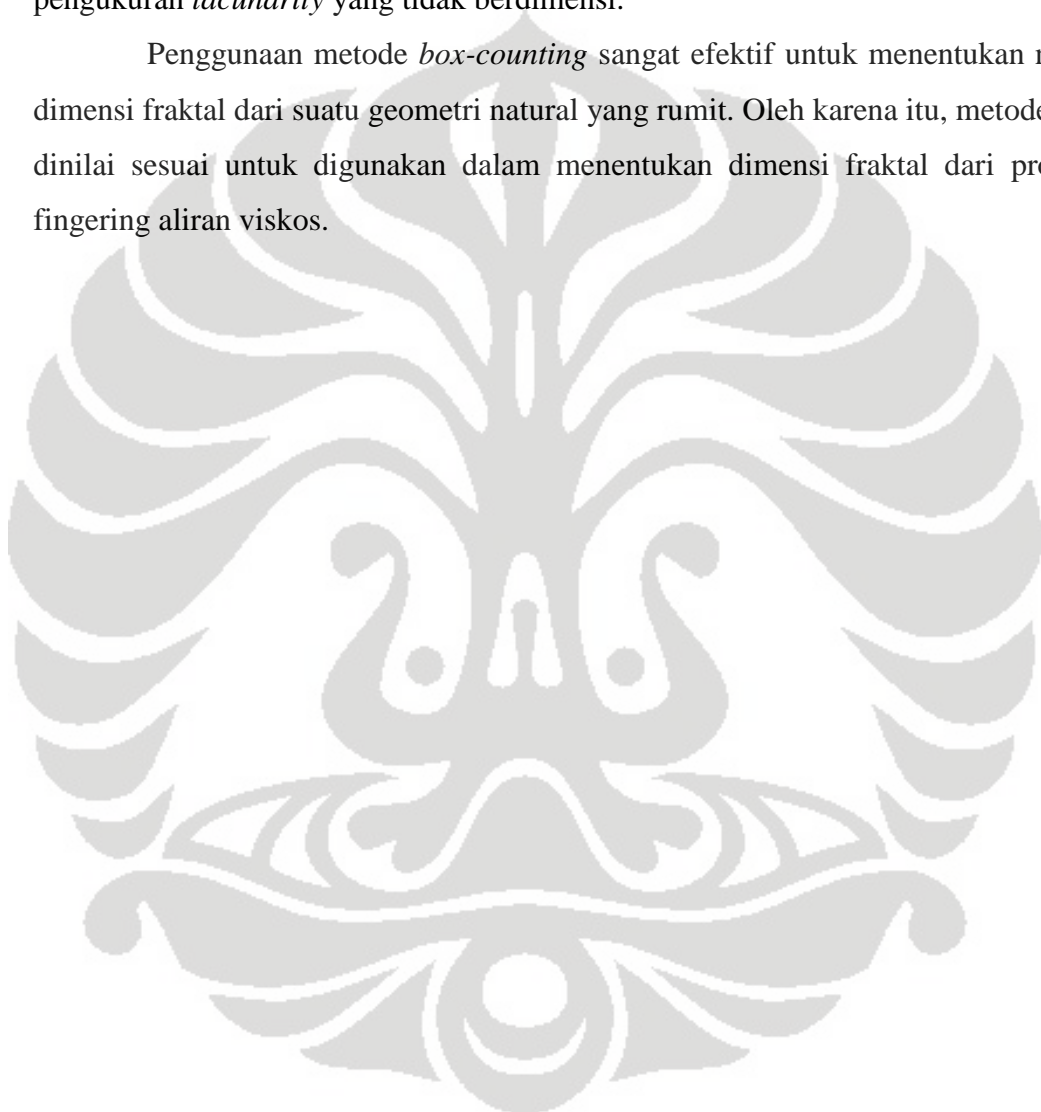 pengukuran lacunarity yang tidak berdimensi.
Penggunaan metode box-counting sangat efektif untuk menentukan
dimensi fraktal dari suatu geometri natural yang rumit. Oleh karena itu, metode
dinilai sesuai untuk digunakan dalam menentukan dimensi fraktal dari
fingering aliran viskos.